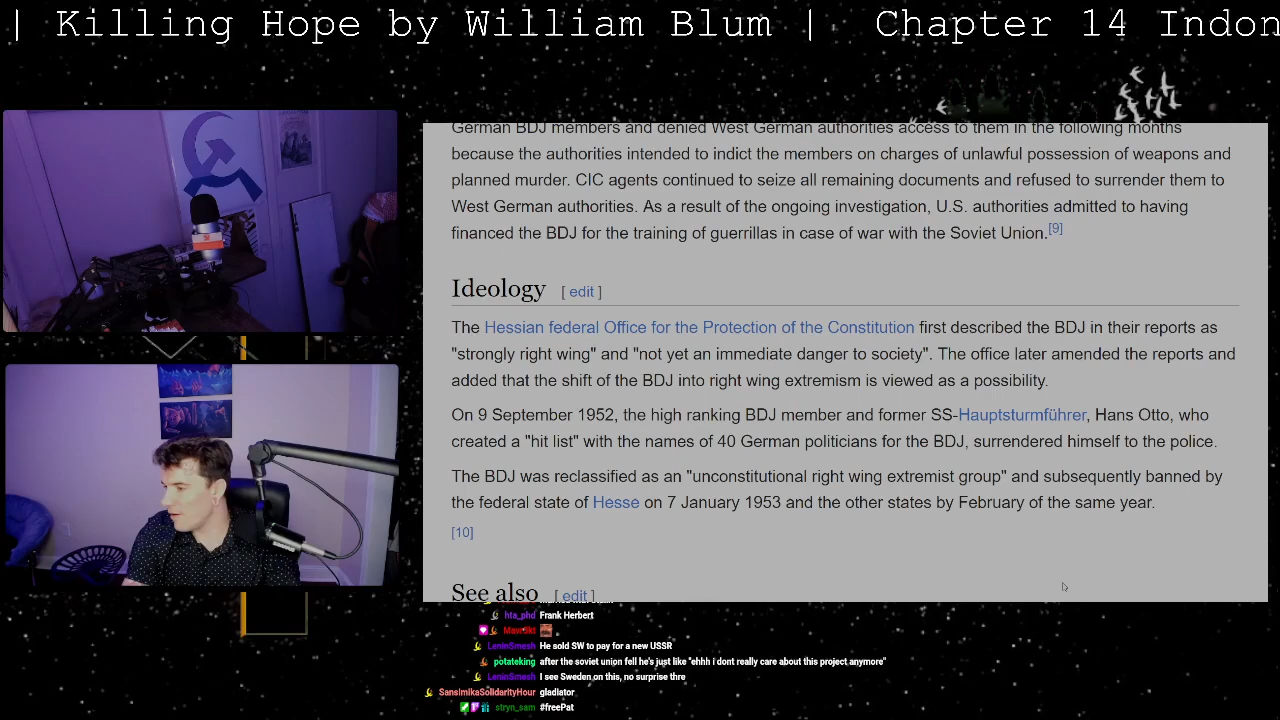 | Killing Hope by William Blum | Chapter 14 Indon
German BDJ members and denied West German authorities access to them in the following months
because the authorities intended to indict the members on charges of unlawful possession of weapons and
planned murder. CIC agents continued to seize all remaining documents and refused to surrender them to
West German authorities. As a result of the ongoing investigation, U.S. authorities admitted to having
financed the BDJ for the training of guerrillas in case of war with the Soviet Union.[9]
Ideology [ edit ]
The Hessian federal Office for the Protection of the Constitution first described the BDJ in their reports as
"strongly right wing" and "not yet an immediate danger to society". The office later amended the reports and
added that the shift of the BDJ into right wing extremism is viewed as a possibility.
On 9 September 1952, the high ranking BDJ member and former SS-Hauptsturmführer, Hans Otto, who
created a "hit list" with the names of 40 German politicians for the BDJ, surrendered himself to the police.
The BDJ was reclassified as an "unconstitutional right wing extremist group" and subsequently banned by
the federal state of Hesse on 7 January 1953 and the other states by February of the same year.
[10]
See also [ edit ]
hta_phd Frank Herbert
LeninSmesh He sold SW to pay for a new USSR
potateking after the soviet union fell he's just like "ehhh i dont really care about this project anymore"
LeninSmesh I see Sweden on this, no surprise thre
SansimikaSolidarityHour gladiator
stryn_sam #freePat